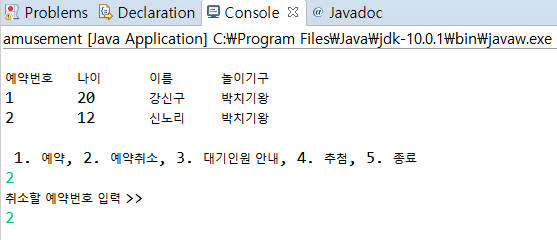 Problems @ Declaration Console @ Javadoc
amusement [Java Application] C:₩Program Files₩Java₩jdk-10.0.1₩bin₩javaw.exe
예약번호 나이 이름 놀이기구
1 20 강신구 박치기왕
2 12 신노리 박치기왕
1. 예약, 2. 예약취소, 3. 대기인원 안내, 4. 추첨, 5. 종료
2
취소할 예약번호 입력 >>
2